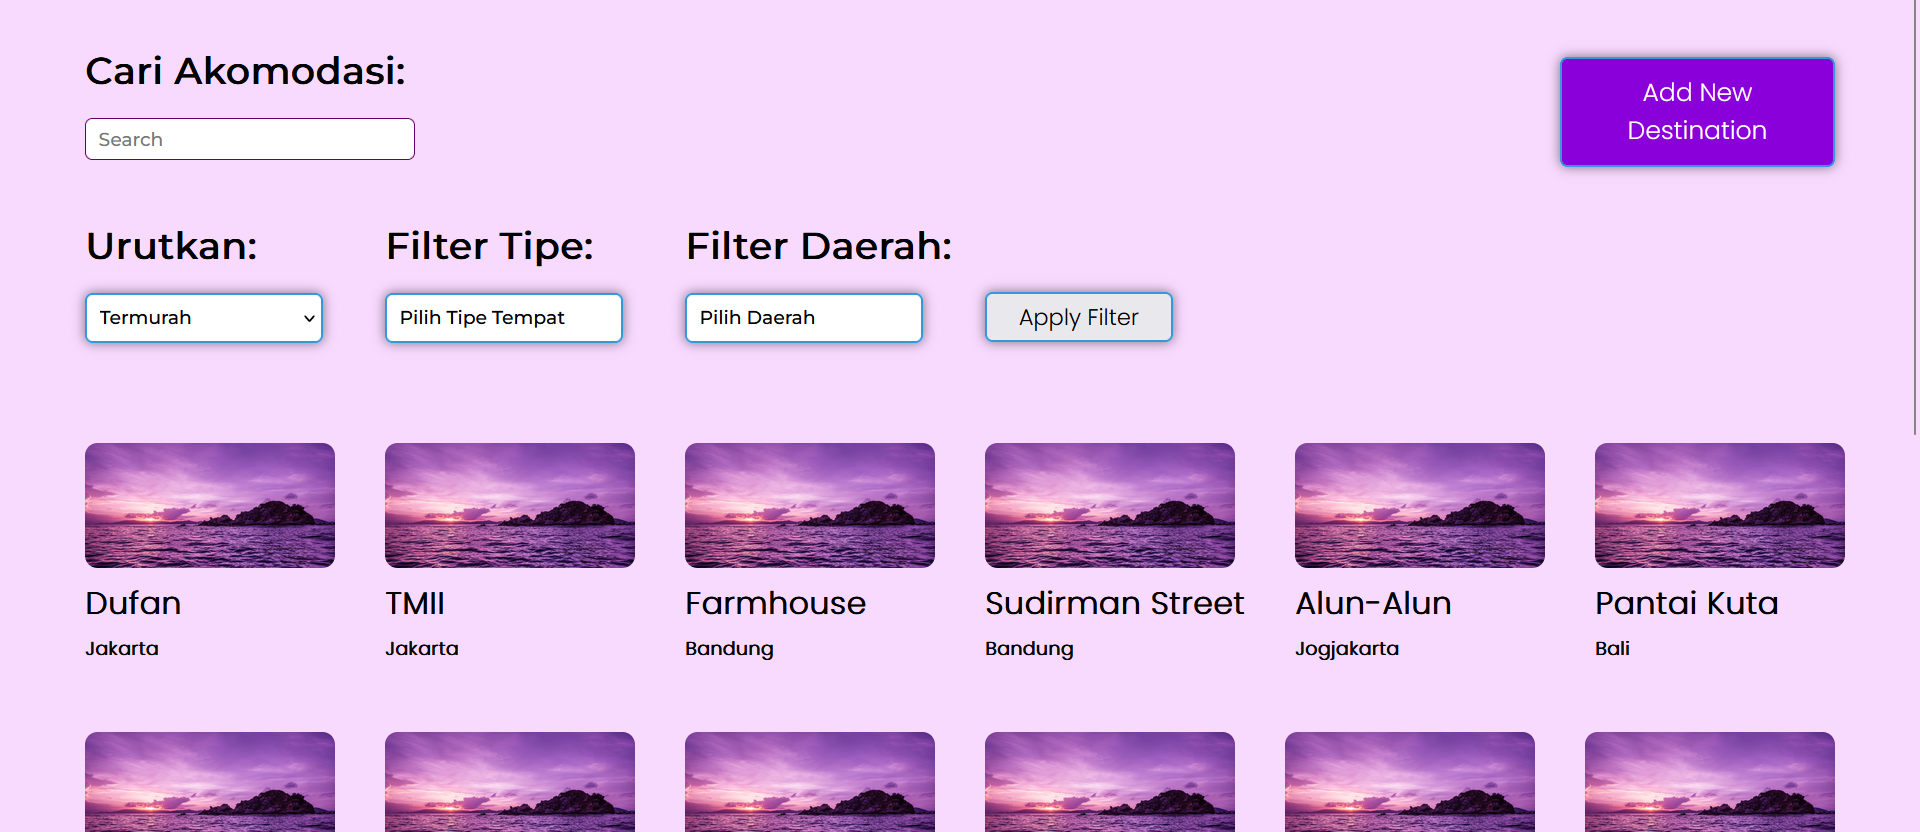 Cari Akomodasi:
Search
Add New
Destination
Urutkan:
Filter Tipe:
Filter Daerah:
Termurah
Pilih Tipe Tempat
Pilih Daerah
Apply Filter
Dufan
Jakarta
TMII
Jakarta
Farmhouse
Bandung
Sudirman Street
Bandung
Alun-Alun
Jogjakarta
Pantai Kuta
Bali